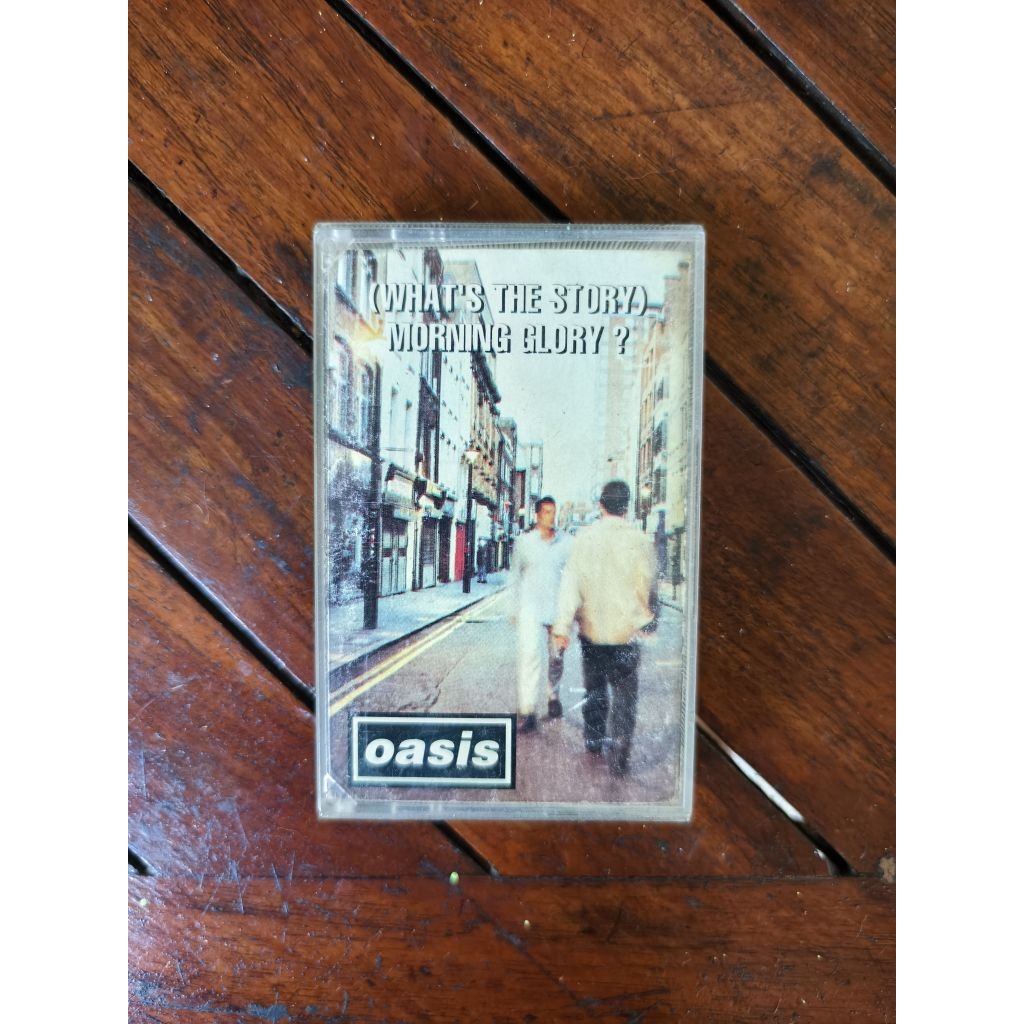 (WHAT'S THE STORY)
MORNING GLORY ?
oasis